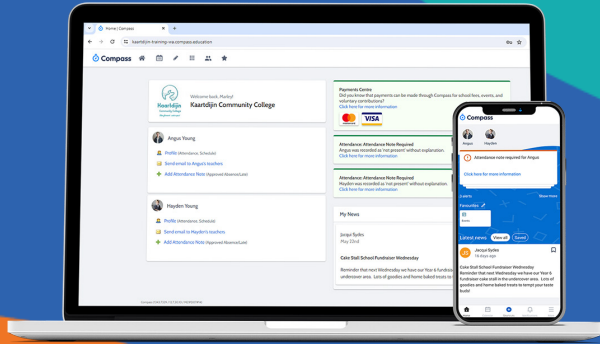 Home | Compass
kaartdijin-training-wa.compass.education
Compass
Kaartdijin
Welcome back, Marley!
Kaartdijin Community College
Angus Young
Profile (Attendance, Schedule)
Send email to Angus's teachers
Add Attendance Note (Approved Absence/Late)
Hayden Young
Profile (Attendance, Schedule)
Send email to Hayden's teachers
Add Attendance Note (Approved Absence/Late)
Payments Centre
Did you know that payments can be made through Compass for school fees, events, and
voluntary contributions?
Click here for more information
mastercard
VISA
Attendance: Attendance Note Required
Angus was recorded as 'not present' without explanation.
Click here for more information
Attendance: Attendance Note Required
Hayden was recorded as 'not present' without explanation.
Click here for more information
My News
Jacqui Sydes
May 22nd
Cake Stall School Fundraiser Wednesday
Reminder that next Wednesday we have our Year 6 fundraiser
undercover area. Lots of goodies and home baked treats to
Compass
Angus
Hayden
Attendance note required for Angus
Click here for more information
Show more
Favourites
Latest news
View all
Saved
JS
Jacqui Sydes
16 days ago
Cake Stall School Fundraiser Wednesday
Reminder that next Wednesday we have our Year 6
fundraiser cake stall in the undercover area. Lots of
goodies and home baked treats to tempt your taste
buds!